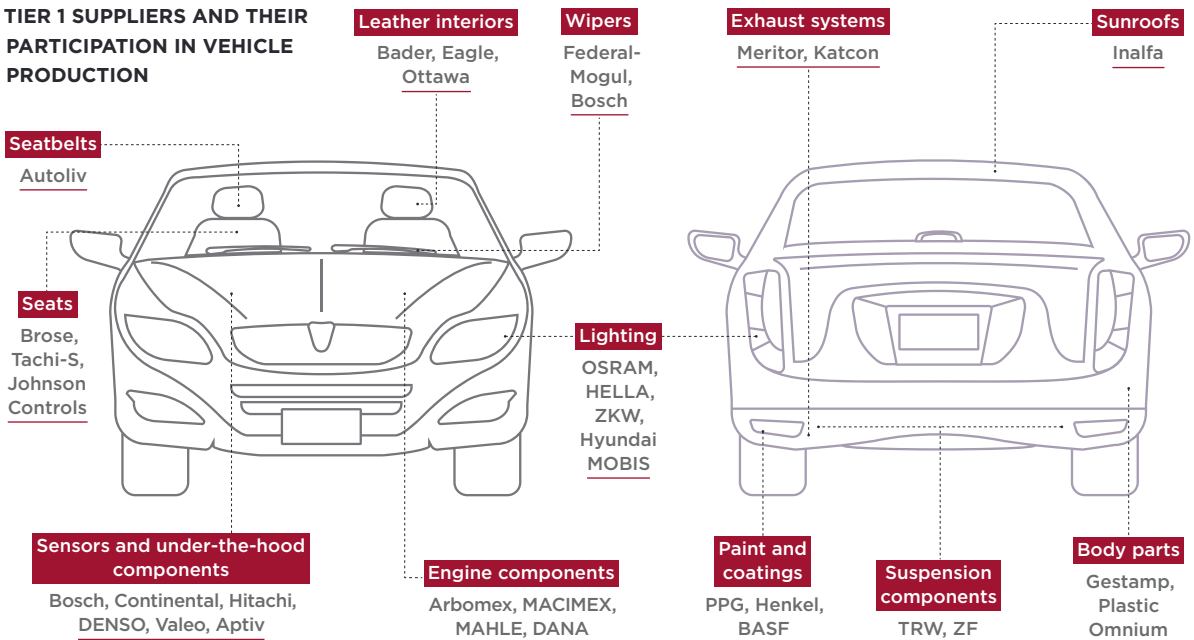 TIER 1 SUPPLIERS AND THEIR
PARTICIPATION IN VEHICLE
PRODUCTION
Leather interiors
Bader, Eagle,
Ottawa
Wipers
Federal-
Mogul,
Bosch
Exhaust systems
Meritor, Katcon
Sunroofs
Inalfa
Seatbelts
Autoliv
Seats
Brose,
Tachi-S,
Johnson
Controls
Lighting
OSRAM,
HELLA,
ZKW,
Hyundai
MOBIS
Sensors and under-the-hood
components
Bosch, Continental, Hitachi,
DENSO, Valeo, Aptiv
Engine components
Arbomex, MACIMEX,
MAHLE, DANA
Paint and
coatings
PPG, Henkel,
BASF
Suspension
components
TRW, ZF
Body parts
Gestamp,
Plastic
Omnium